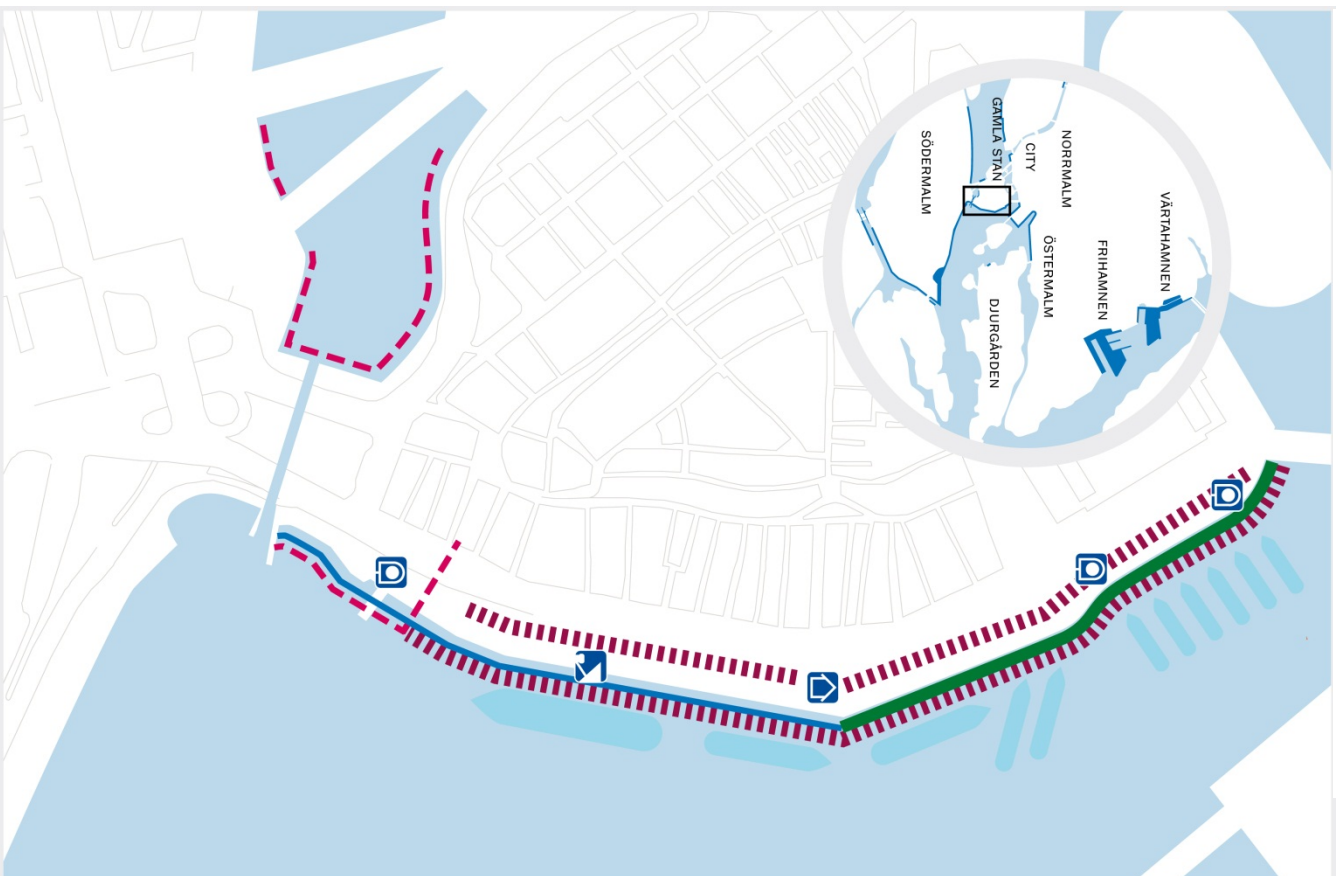 VÄRTAHAMNEN
FRIHAMNEN
NORRMALM
ÖSTERMALM
CITY
GAMLA STAN
DJURGÅRDEN
SÖDERMALM